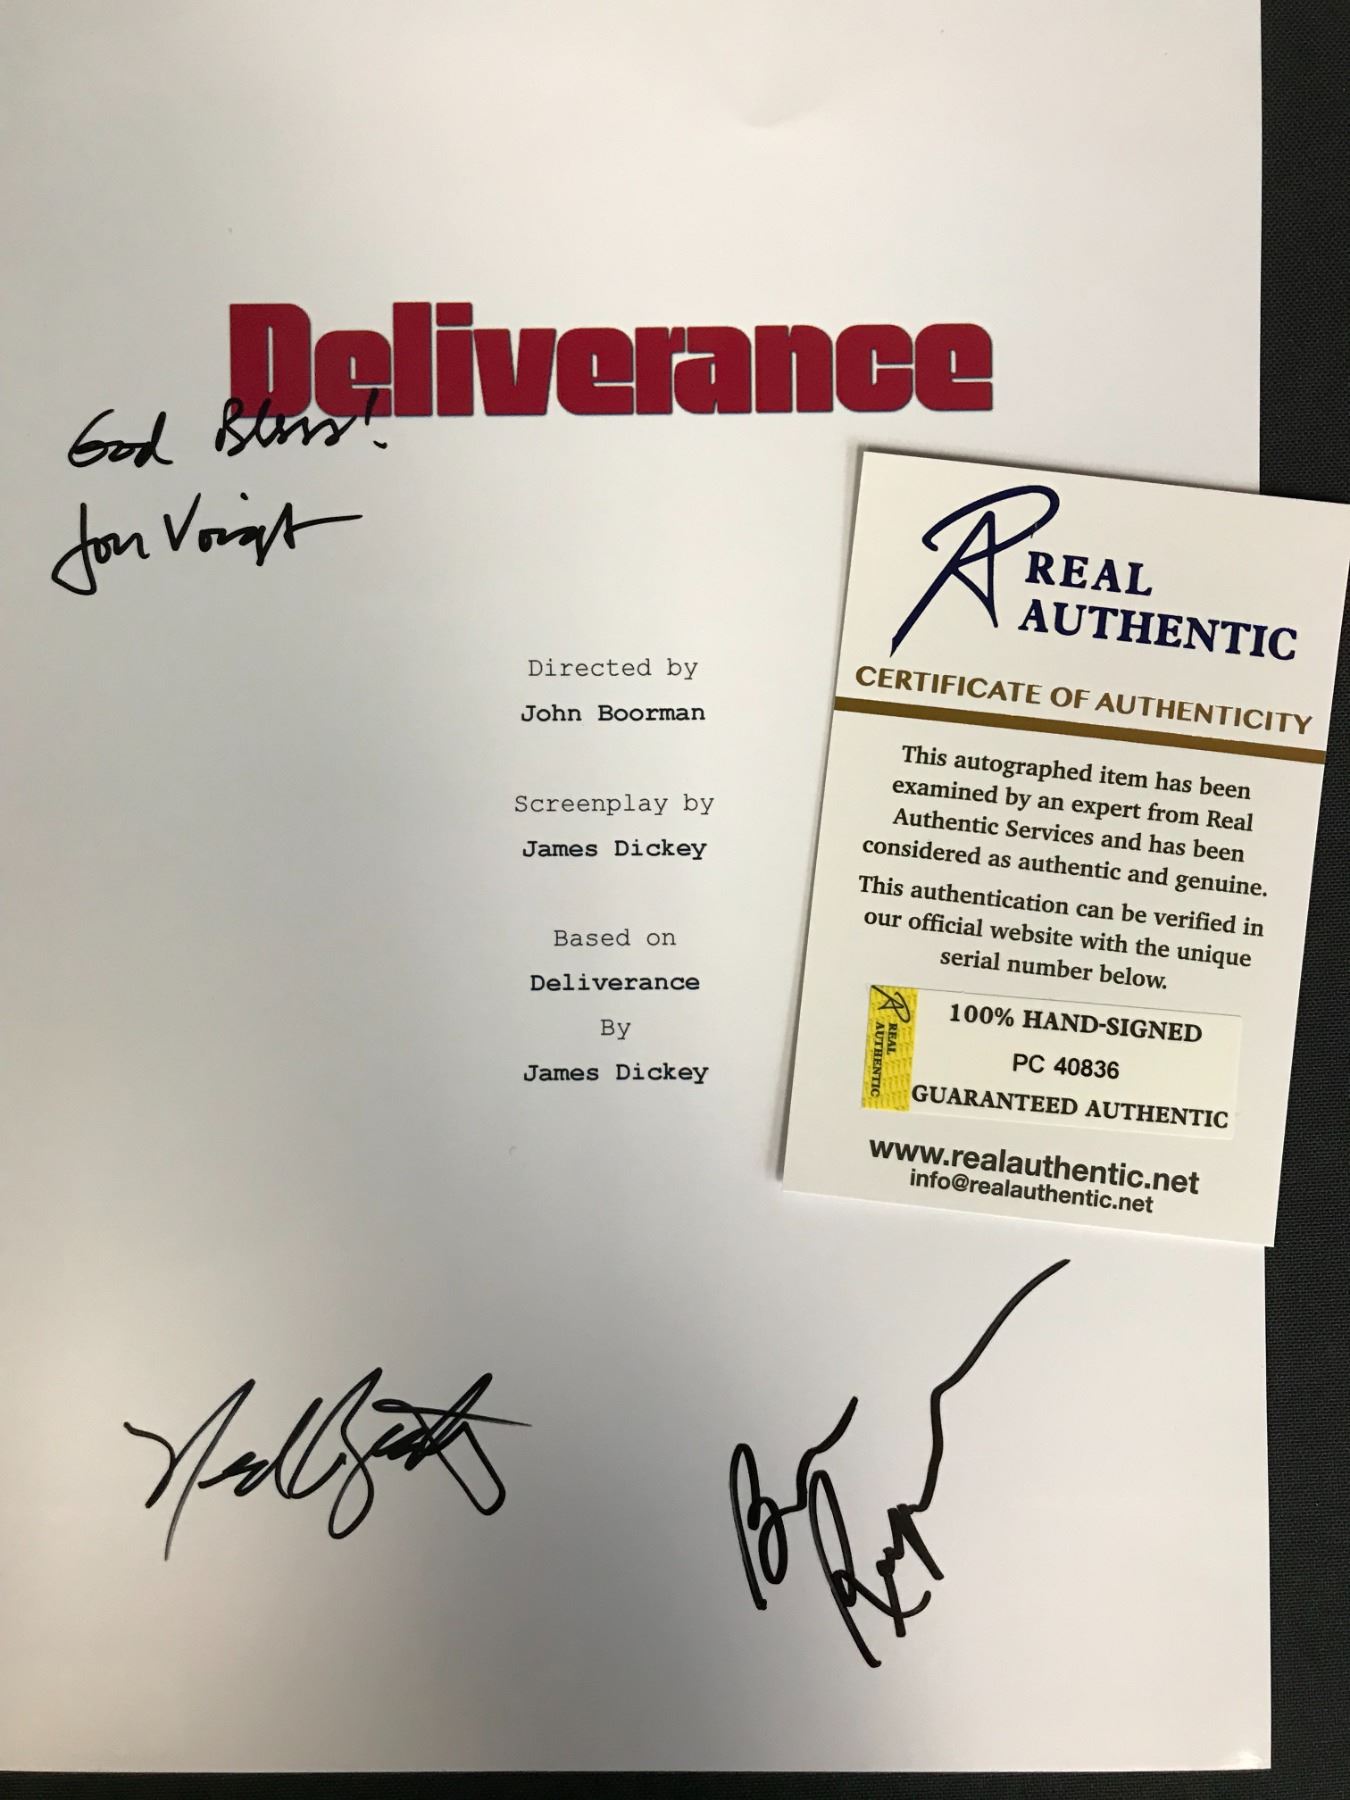 Deliverance
God Bless!
Jon Voight
Directed by
John Boorman
Screenplay by
James Dickey
Based on
Deliverance
By
James Dickey
REAL
AUTHENTIC
CERTIFICATE OF AUTHENTICITY
This autographed item has been
examined by an expert from Real
Authentic Services and has been
considered as authentic and genuine.
This authentication can be verified in
our official website with the unique
serial number below.
REAL
AUTHENTIC
100% HAND-SIGNED
PC 40836
GUARANTEED AUTHENTIC
www.realauthentic.net
info@realauthentic.net
Ned Beatty